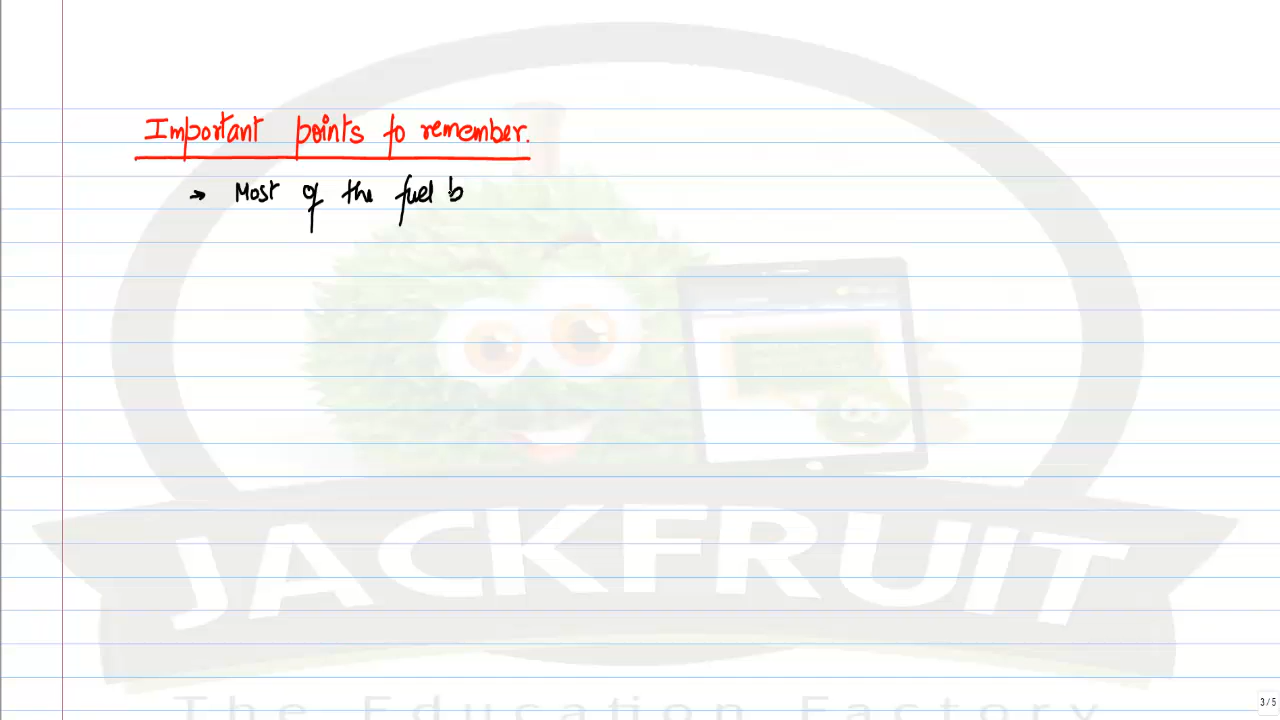 Important points to remember.
→ Most of the fuel b
JACKFRUIT
The Education Factory
3/5